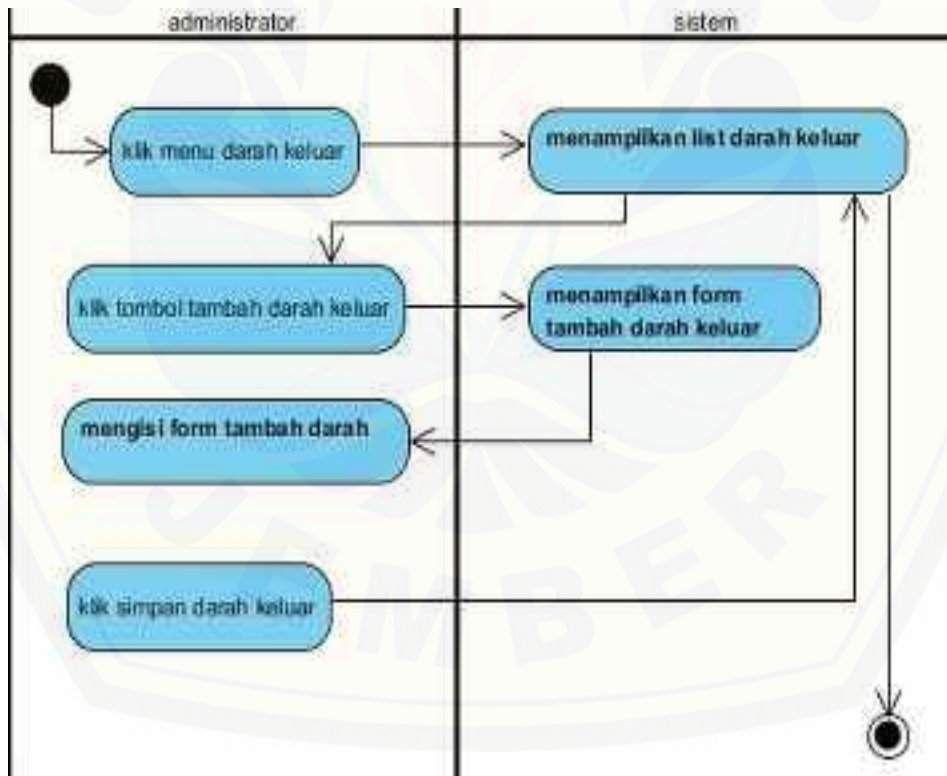 administrator
sistem
klik menu darah keluar
menampilkan list darah keluar
klik tombol tambah darah keluar
menampilkan form
tambah darah keluar
mengisi form tambah darah
klik simpan darah keluar
JEMBER